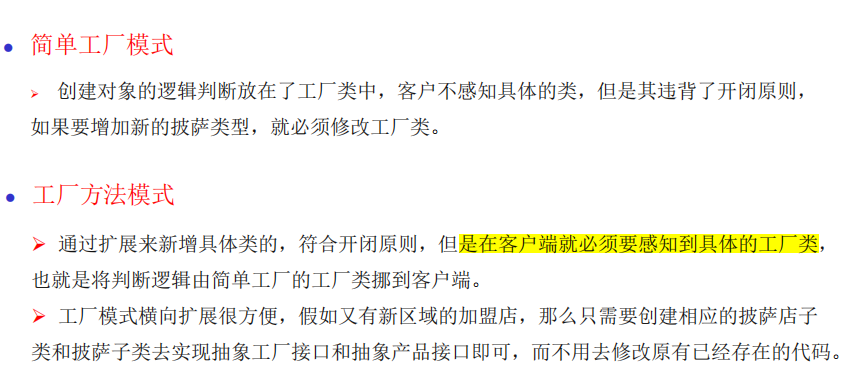 简单工厂模式
创建对象的逻辑判断放在了工厂类中，客户不感知具体的类，但是其违背了开闭原则，
如果要增加新的披萨类型，就必须修改工厂类。
工厂方法模式
通过扩展来新增具体类的，符合开闭原则，但是在客户端就必须要感知到具体的工厂类，
也就是将判断逻辑由简单工厂的工厂类挪到客户端。
工厂模式横向扩展很方便，假如又有新区域的加盟店，那么只需要创建相应的披萨店子
类和披萨子类去实现抽象工厂接口和抽象产品接口即可，而不用去修改原有已经存在的代码。